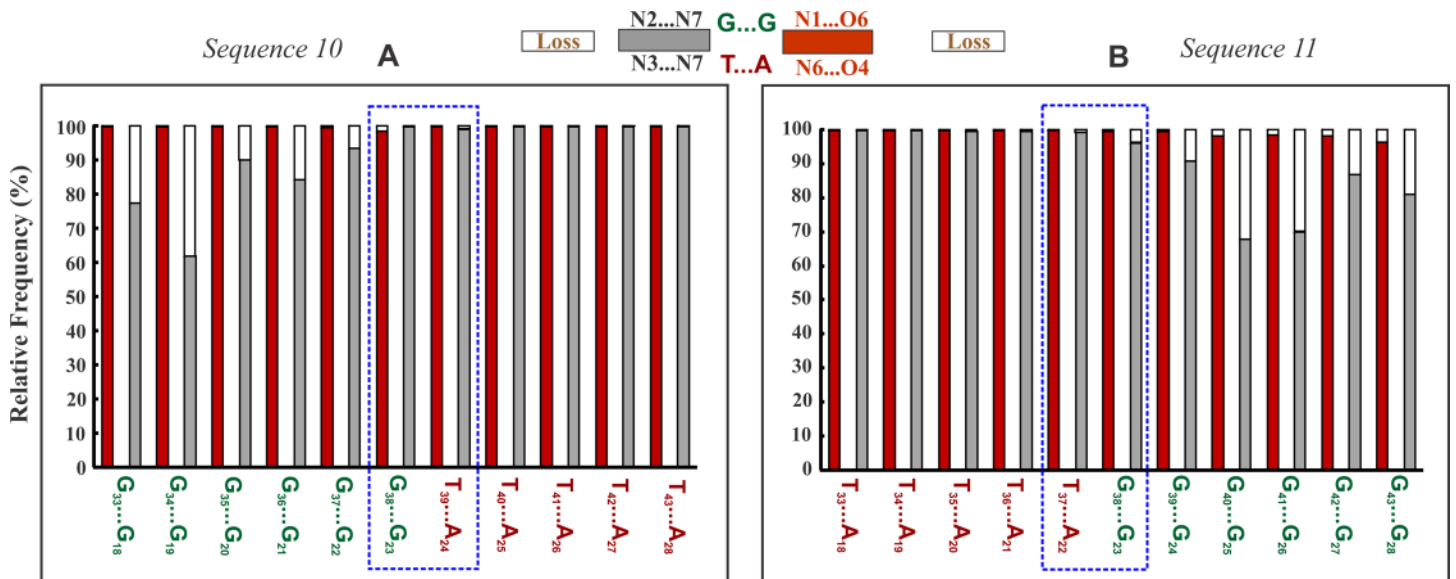 Sequence 10
A
Loss
N2...N7
G...G
N1...O6
N3...N7
T...A
N6...O4
Loss
B
Sequence 11
Relative Frequency (%)
100
90
80
70
60
50
40
30
20
10
0
G33...G18
G34...G19
G35...G20
G36...G21
G37...G22
G38...G23
T39...A24
T40...A25
T41...A26
T42...A27
T43...A28
100
90
80
70
60
50
40
30
20
10
0
T33...A18
T34...A19
T35...A20
T36...A21
T37...A22
G38...G23
G39...G24
G40...G25
G41...G26
G42...G27
G43...G28